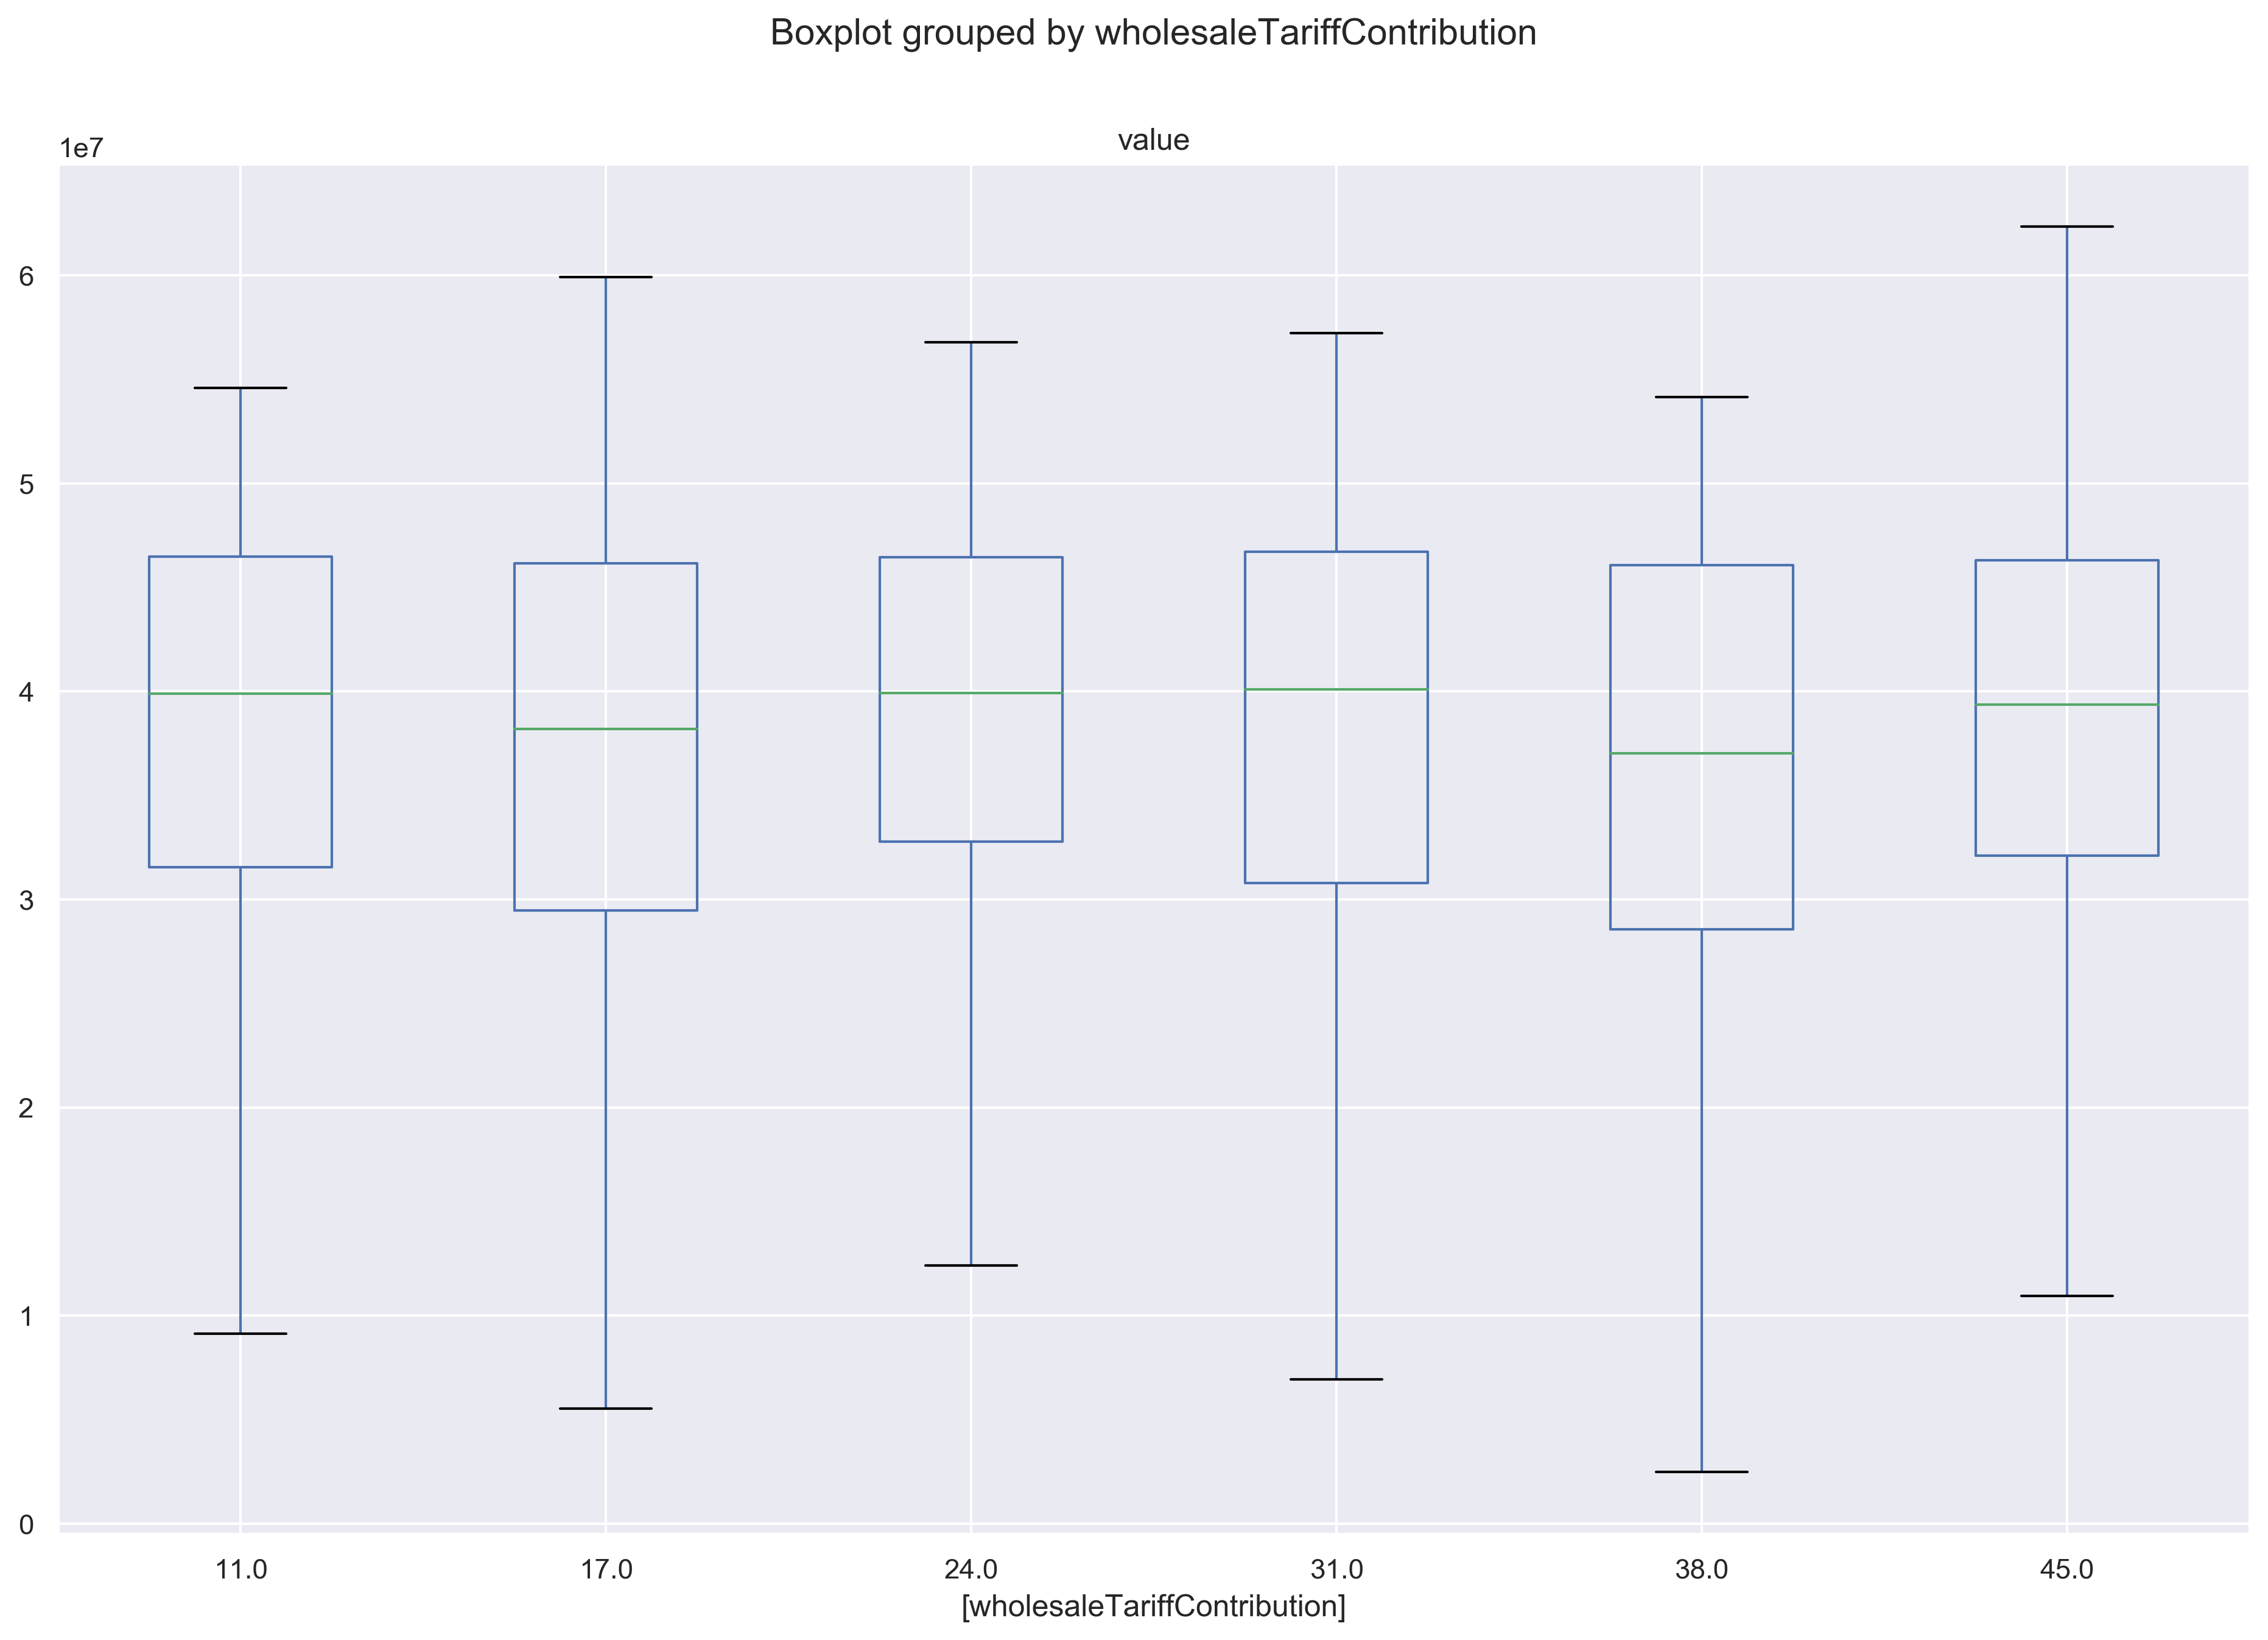 Boxplot grouped by wholesaleTariffContribution
value
1e7
6
5
4
3
2
1
0
11.0 17.0 24.0 31.0 38.0 45.0
[wholesaleTariffContribution]